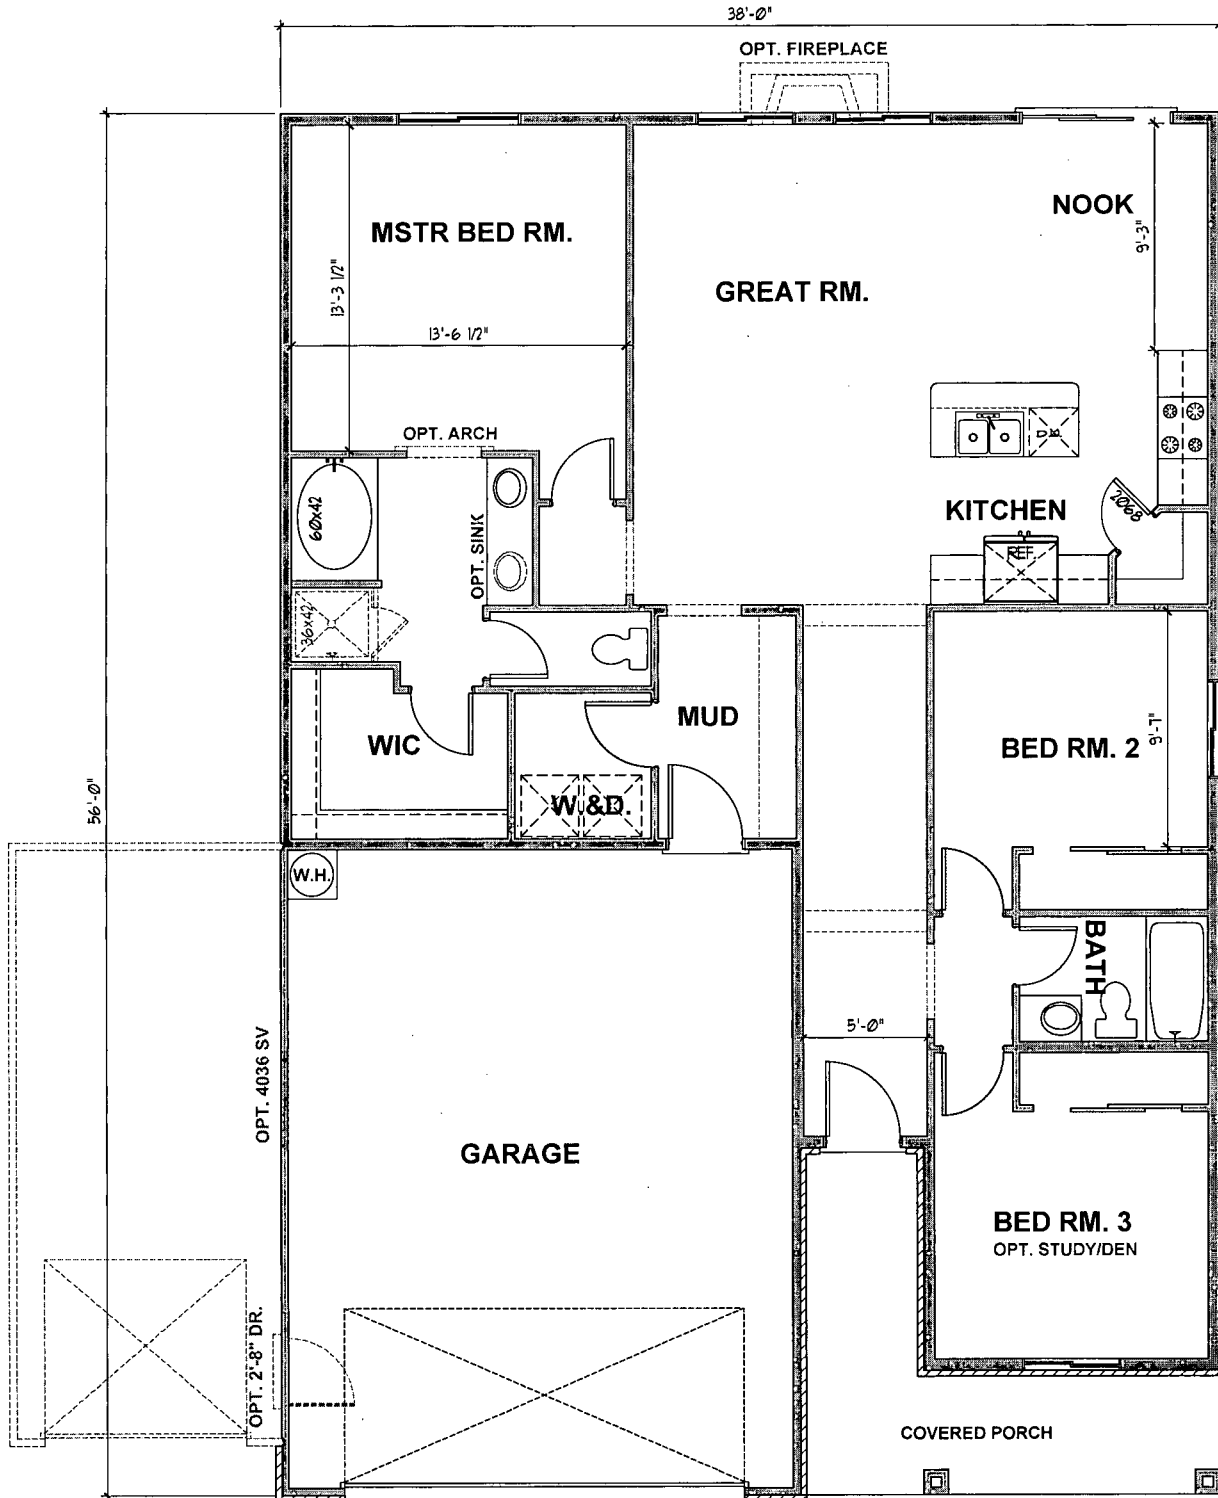 38'-0"
OPT. FIREPLACE
NOOK
MSTR BED RM.
9'-3"
GREAT RM.
13'-3 1/2"
13'-6 1/2"
OPT. ARCH
D.W.
60x42
OPT. SINK
KITCHEN
2068
REF.
36x42
MUD
WIC
BED RM. 2
9'-7"
56'-0"
W.&D.
W.H.
BATH
5'-0"
OPT. 4036 SV
GARAGE
BED RM. 3
OPT. STUDY/DEN
OPT. 2'-8" DR.
COVERED PORCH